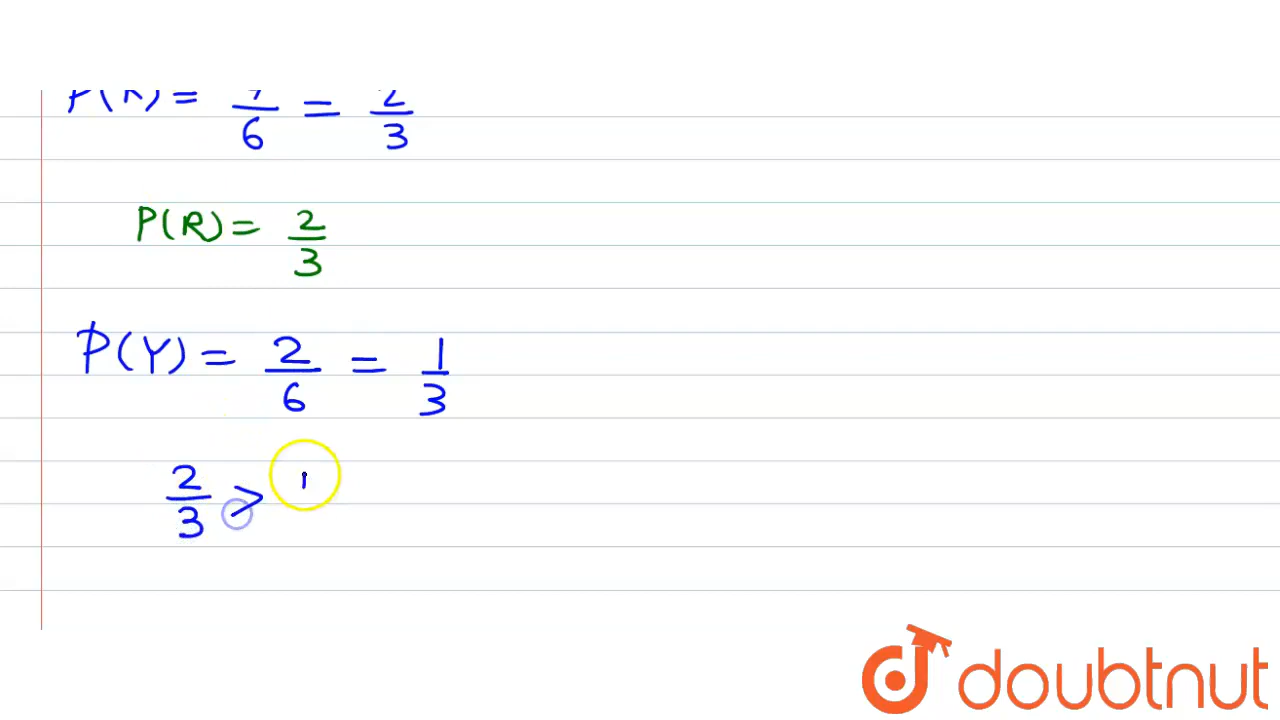 P(R) = 4/6 = 2/3
P(R) = 2/3
P(Y) = 2/6 = 1/3
2/3 > 1
doubtnut